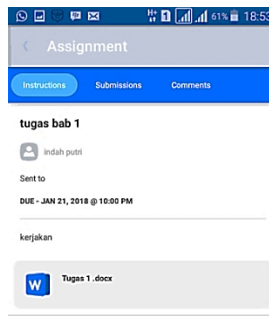 61% 18:53
Assignment
Instructions Submissions Comments
tugas bab 1
indah putri
Sent to
DUE - JAN 21, 2018 @ 10:00 PM
kerjakan
W Tugas 1 .docx